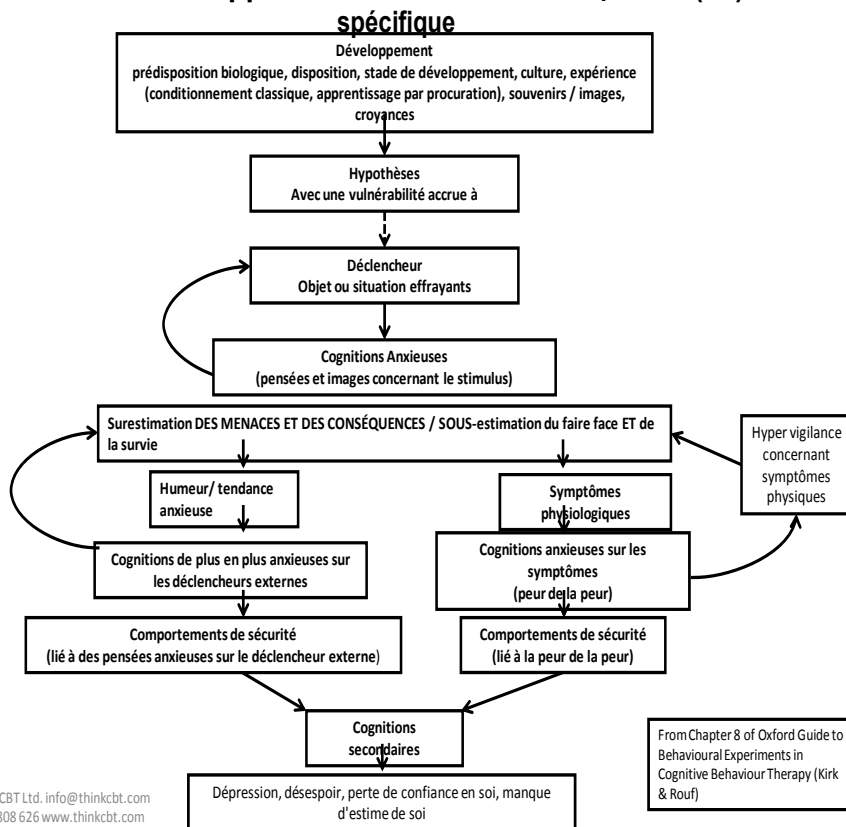 spécifique
Développement
prédisposition biologique, disposition, stade de développement, culture, expérience
(conditionnement classique, apprentissage par procuration), souvenirs / images,
croyances
Hypothèses
Avec une vulnérabilité accrue à
Déclencheur
Objet ou situation effrayants
Cognitions Anxieuses
(pensées et images concernant le stimulus)
Surestimation DES MENACES ET DES CONSÉQUENCES / SOUS-estimation du faire face ET de
la survie
Hyper vigilance
concernant
symptômes
physiques
Humeur/ tendance
anxieuse
Symptômes
physiologiques
Cognitions de plus en plus anxieuses sur
les déclencheurs externes
Cognitions anxieuses sur les
symptômes
(peur de la peur)
Comportements de sécurité
(lié à des pensées anxieuses sur le déclencheur externe)
Comportements de sécurité
(lié à la peur de la peur)
Cognitions
secondaires
From Chapter 8 of Oxford Guide to
Behavioural Experiments in
Cognitive Behaviour Therapy (Kirk
& Rouf)
Dépression, désespoir, perte de confiance en soi, manque
d'estime de soi
CBT Ltd. info@thinkcbt.com
808 626 www.thinkcbt.com